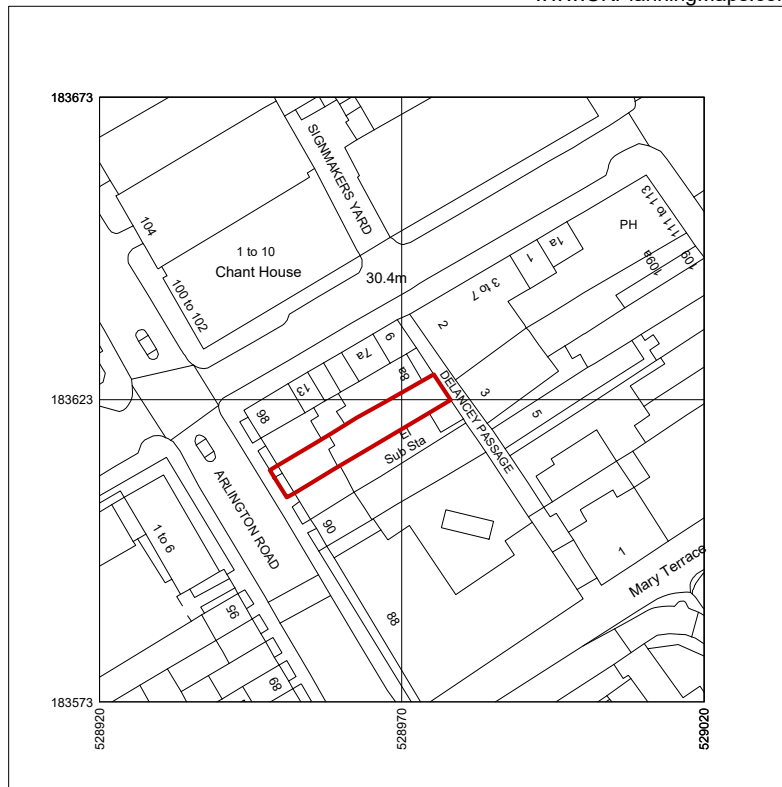 183673
SIGNMAKERS YARD
104
1 to 10
Chant House
100 to 102
30.4m
PH
111 to 113
109
109a
1a
1
3 to 7
2
9
7a
13
8a
98
183623
DELANCEY PASSAGE
3
5
E
Sub Sta
ARLINGTON ROAD
90
1 to 6
1
Mary Terrace
95
88
89
183573
528920
528970
529020